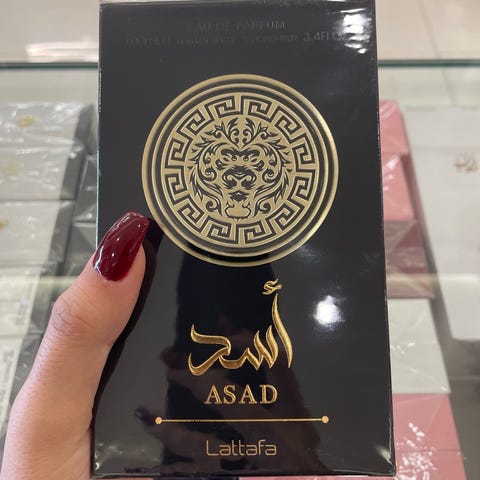 EAU DE PARFUM
3.4FL OZ
أسد
ASAD
Lattafa